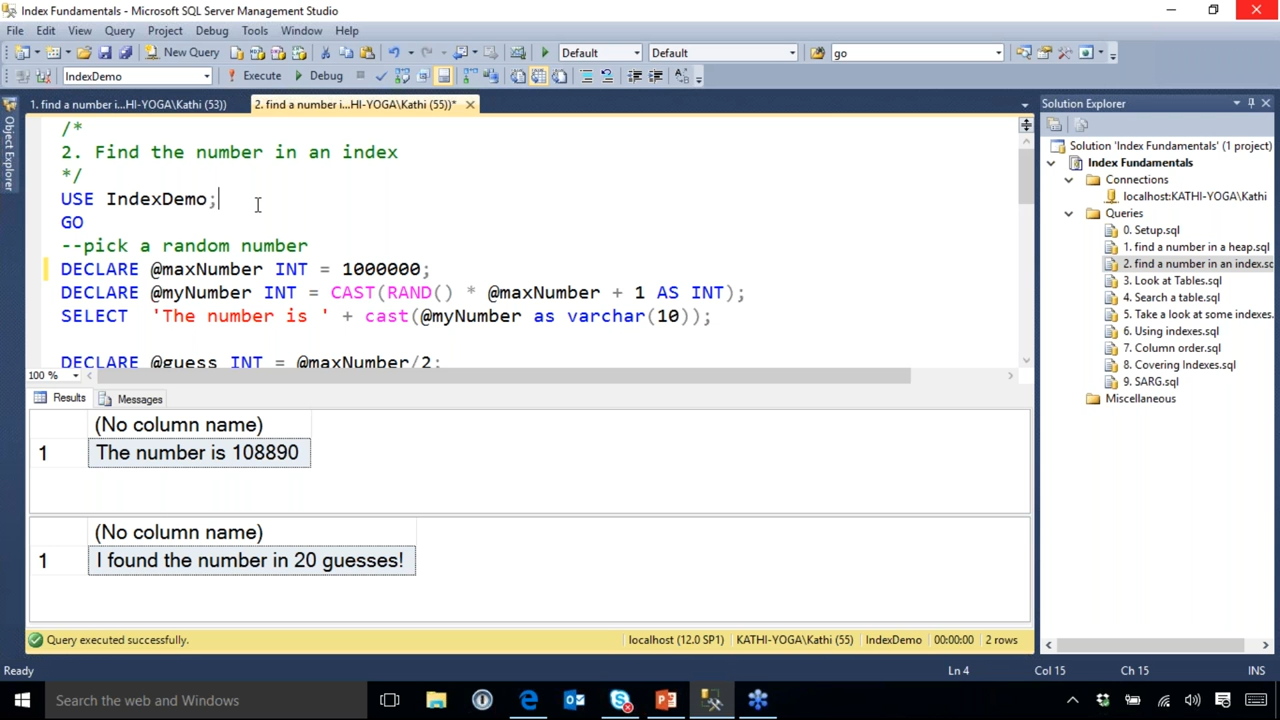 Index Fundamentals - Microsoft SQL Server Management Studio
File Edit View Query Project Debug Tools Window Help
New Query Default Default go
IndexDemo Execute Debug
1. find a number i...HI-YOGA\Kathi (53)) 2. find a number i...HI-YOGA\Kathi (55))*
Object Explorer
/*
2. Find the number in an index
*/
USE IndexDemo;
GO
--pick a random number
DECLARE @maxNumber INT = 1000000;
DECLARE @myNumber INT = CAST(RAND() * @maxNumber + 1 AS INT);
SELECT 'The number is ' + cast(@myNumber as varchar(10));
DECLARE @guess INT = @maxNumber/2;
100 %
Results Messages
(No column name)
1 The number is 108890
(No column name)
1 I found the number in 20 guesses!
Query executed successfully. localhost (12.0 SP1) KATHI-YOGA\Kathi (55) IndexDemo 00:00:00 2 rows
Solution Explorer
Solution 'Index Fundamentals' (1 project)
Index Fundamentals
Connections
localhost:KATHI-YOGA\Kathi
Queries
0. Setup.sql
1. find a number in a heap.sql
2. find a number in an index.sc
3. Look at Tables.sql
4. Search a table.sql
5. Take a look at some indexes.
6. Using indexes.sql
7. Column order.sql
8. Covering Indexes.sql
9. SARG.sql
Miscellaneous
Ready Ln 4 Col 15 Ch 15 INS
Search the web and Windows